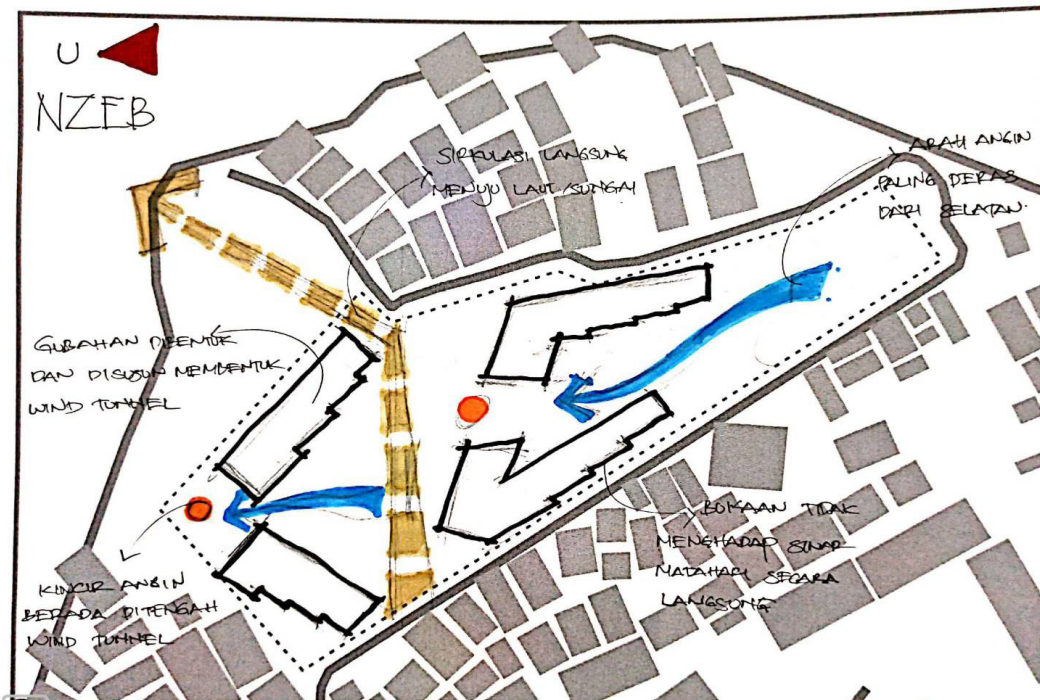 U
NZEB
SIRKULASI LANGSUNG
MENUJU LAUT/SUNGAI
ARAH ANGIN
PALING DERAS
DARI SELATAN.
GUBAHAN DIBENTUK
DAN DISUSUN MEMBENTUK
WIND TUNNEL
BUKAAN TIDAK
MENGHADAP SINAR
MATAHARI SECARA
LANGSUNG
KINCIR ANGIN
BERADA DITENGAH
WIND TUNNEL